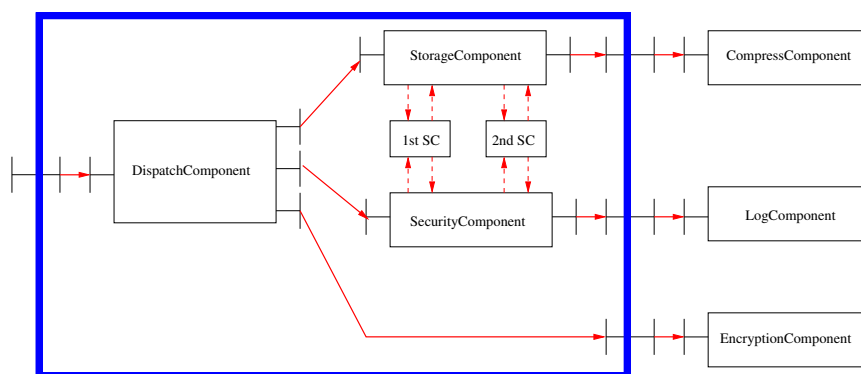 StorageComponent
CompressComponent
1st SC
2nd SC
DispatchComponent
SecurityComponent
LogComponent
EncryptionComponent